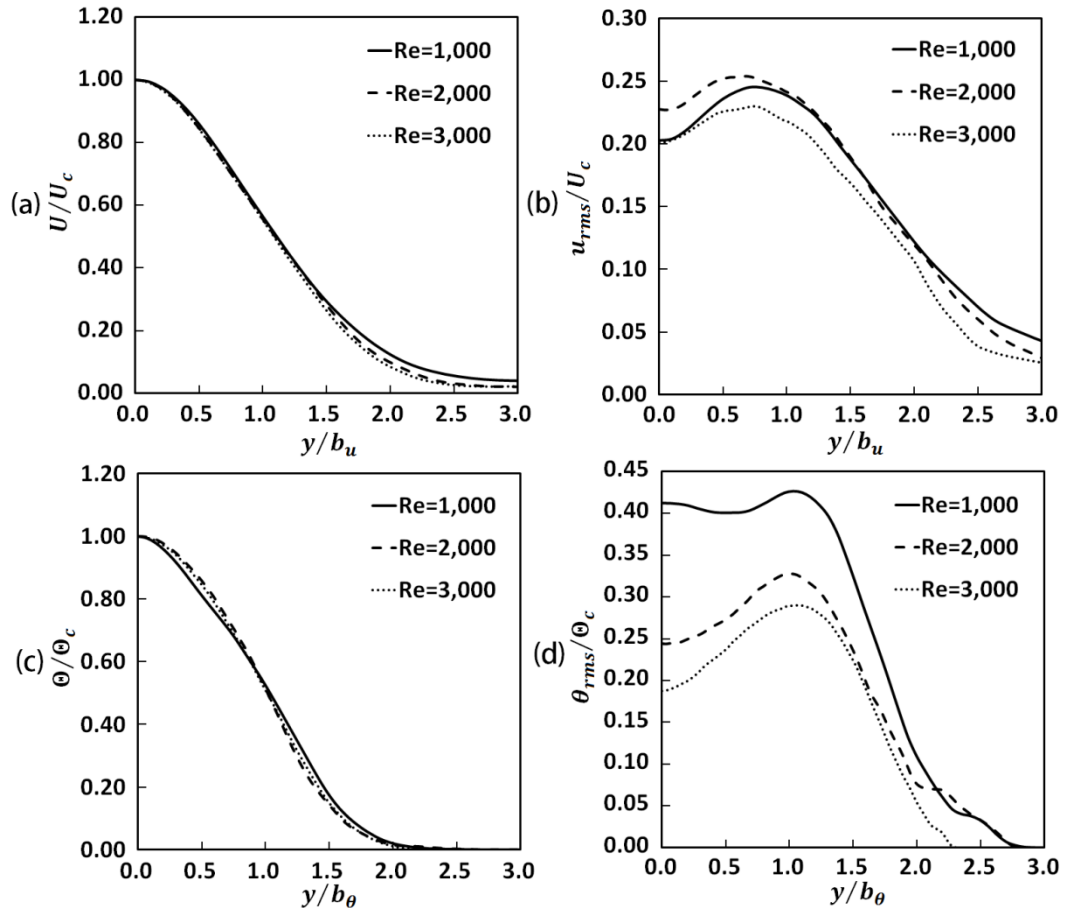 (a)
U/U_c
1.20
1.00
0.80
0.60
0.40
0.20
0.00
0.0 0.5 1.0 1.5 2.0 2.5 3.0
y/b_u
Re=1,000
Re=2,000
Re=3,000
(b)
u_rms/U_c
0.30
0.25
0.20
0.15
0.10
0.05
0.00
0.0 0.5 1.0 1.5 2.0 2.5 3.0
y/b_u
Re=1,000
Re=2,000
Re=3,000
(c)
Θ/Θ_c
1.20
1.00
0.80
0.60
0.40
0.20
0.00
0.0 0.5 1.0 1.5 2.0 2.5 3.0
y/b_θ
Re=1,000
Re=2,000
Re=3,000
(d)
θ_rms/Θ_c
0.45
0.40
0.35
0.30
0.25
0.20
0.15
0.10
0.05
0.00
0.0 0.5 1.0 1.5 2.0 2.5 3.0
y/b_θ
Re=1,000
Re=2,000
Re=3,000